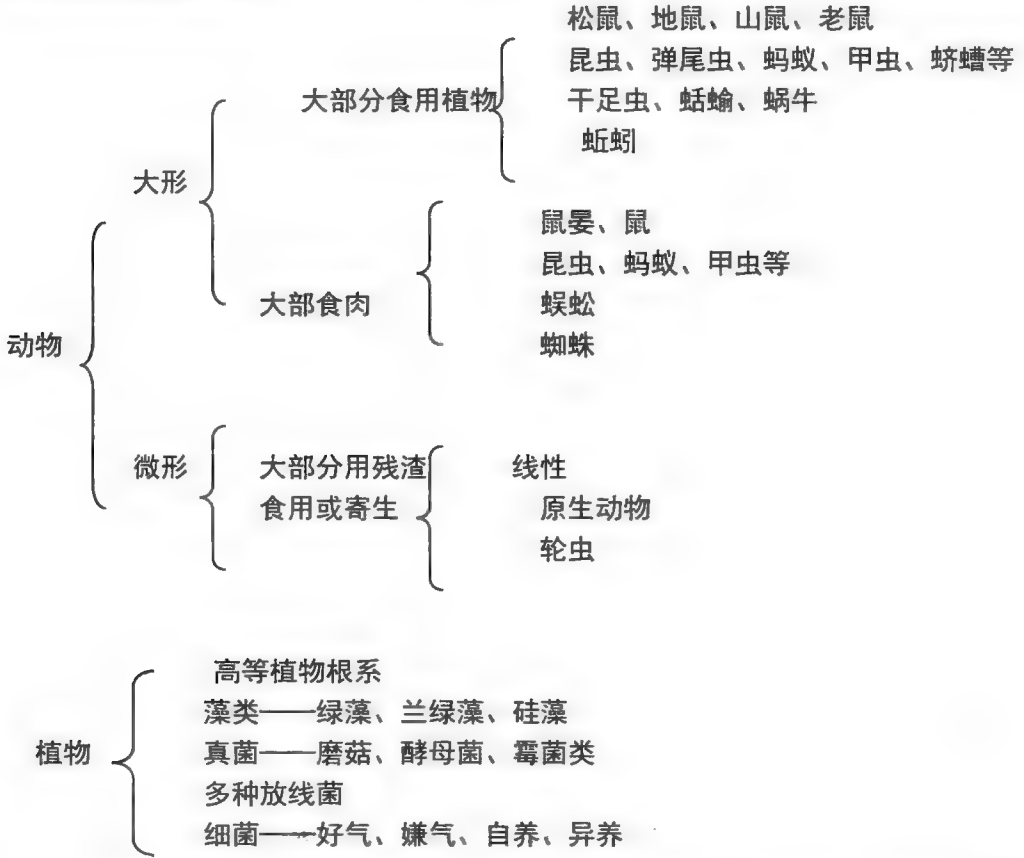 松鼠、地鼠、山鼠、老鼠
昆虫、弹尾虫、蚂蚁、甲虫、蛴螬等
大部分食用植物
干足虫、蛞蝓、蜗牛
蚯蚓
大形
鼠晏、鼠
昆虫、蚂蚁、甲虫等
大部食肉
蜈蚣
动物
蜘蛛
微形
大部分用残渣
线性
食用或寄生
原生动物
轮虫
高等植物根系
藻类——绿藻、兰绿藻、硅藻
植物
真菌——磨菇、酵母菌、霉菌类
多种放线菌
细菌——好气、嫌气、自养、异养